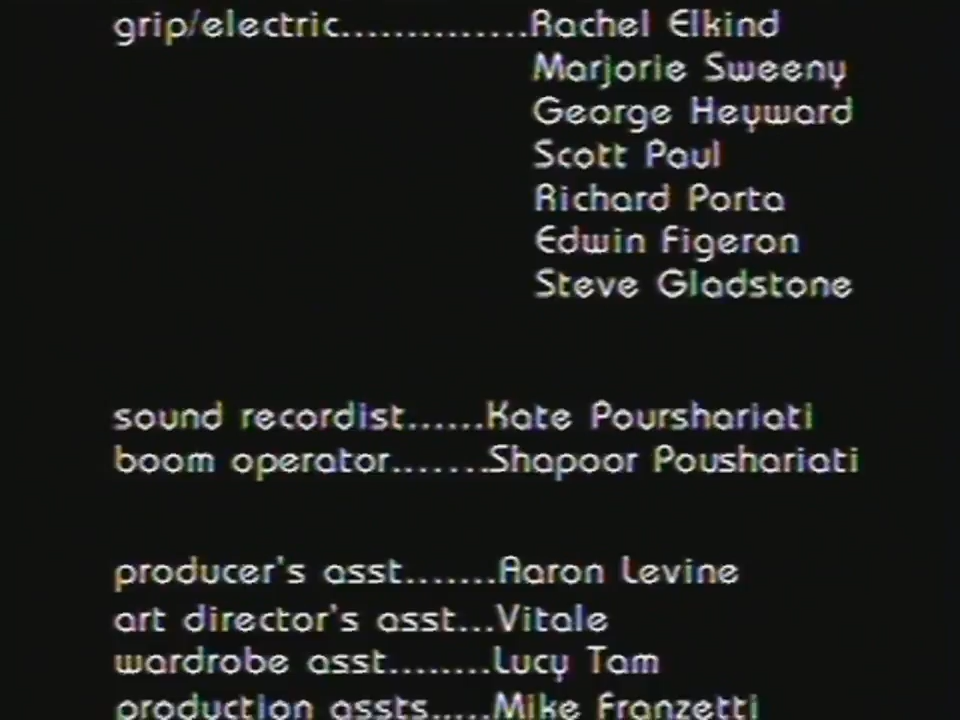 grip/electric..............Rachel Elkind
Marjorie Sweeny
George Heyward
Scott Paul
Richard Porta
Edwin Figeron
Steve Gladstone
sound recordist......Kate Pourshariati
boom operator.......Shapoor Poushariati
producer's asst.......Aaron Levine
art director's asst...Vitale
wardrobe asst........Lucy Tam
production assts.....Mike Franzetti